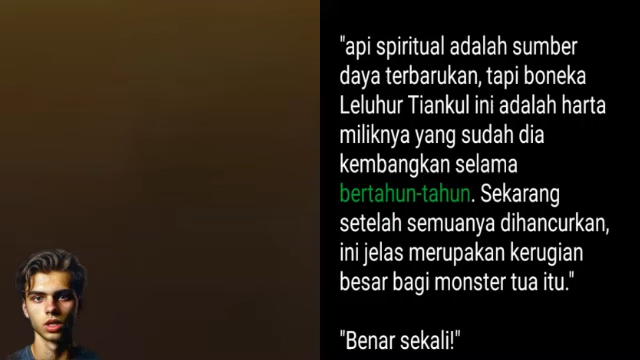 "api spiritual adalah sumber
daya terbarukan, tapi boneka
Leluhur Tiankul ini adalah harta
miliknya yang sudah dia
kembangkan selama
bertahun-tahun. Sekarang
setelah semuanya dihancurkan,
ini jelas merupakan kerugian
besar bagi monster tua itu."
"Benar sekali!"